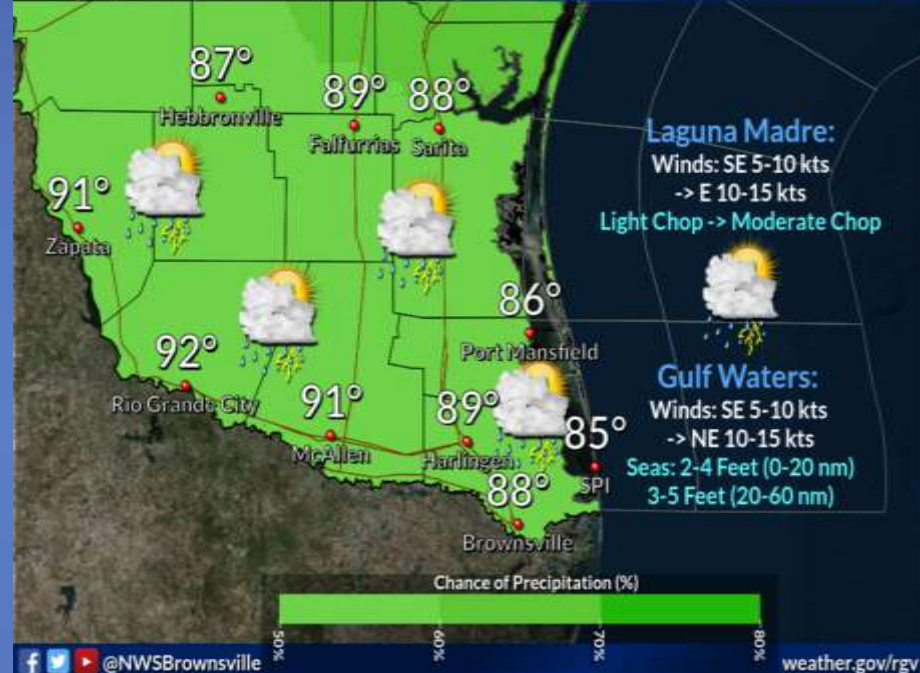 87°
Hebbronville
89°
Falfurrias
88°
Sarita
Laguna Madre:
Winds: SE 5-10 kts
-> E 10-15 kts
Light Chop -> Moderate Chop
91°
Zapata
86°
Port Mansfield
92°
Rio Grande City
91°
McAllen
89°
Harlingen
85°
SPI
88°
Brownsville
Gulf Waters:
Winds: SE 5-10 kts
-> NE 10-15 kts
Seas: 2-4 Feet (0-20 nm)
3-5 Feet (20-60 nm)
Chance of Precipitation (%)
50%
60%
70%
80%
@NWSBrownsville
weather.gov/rgv